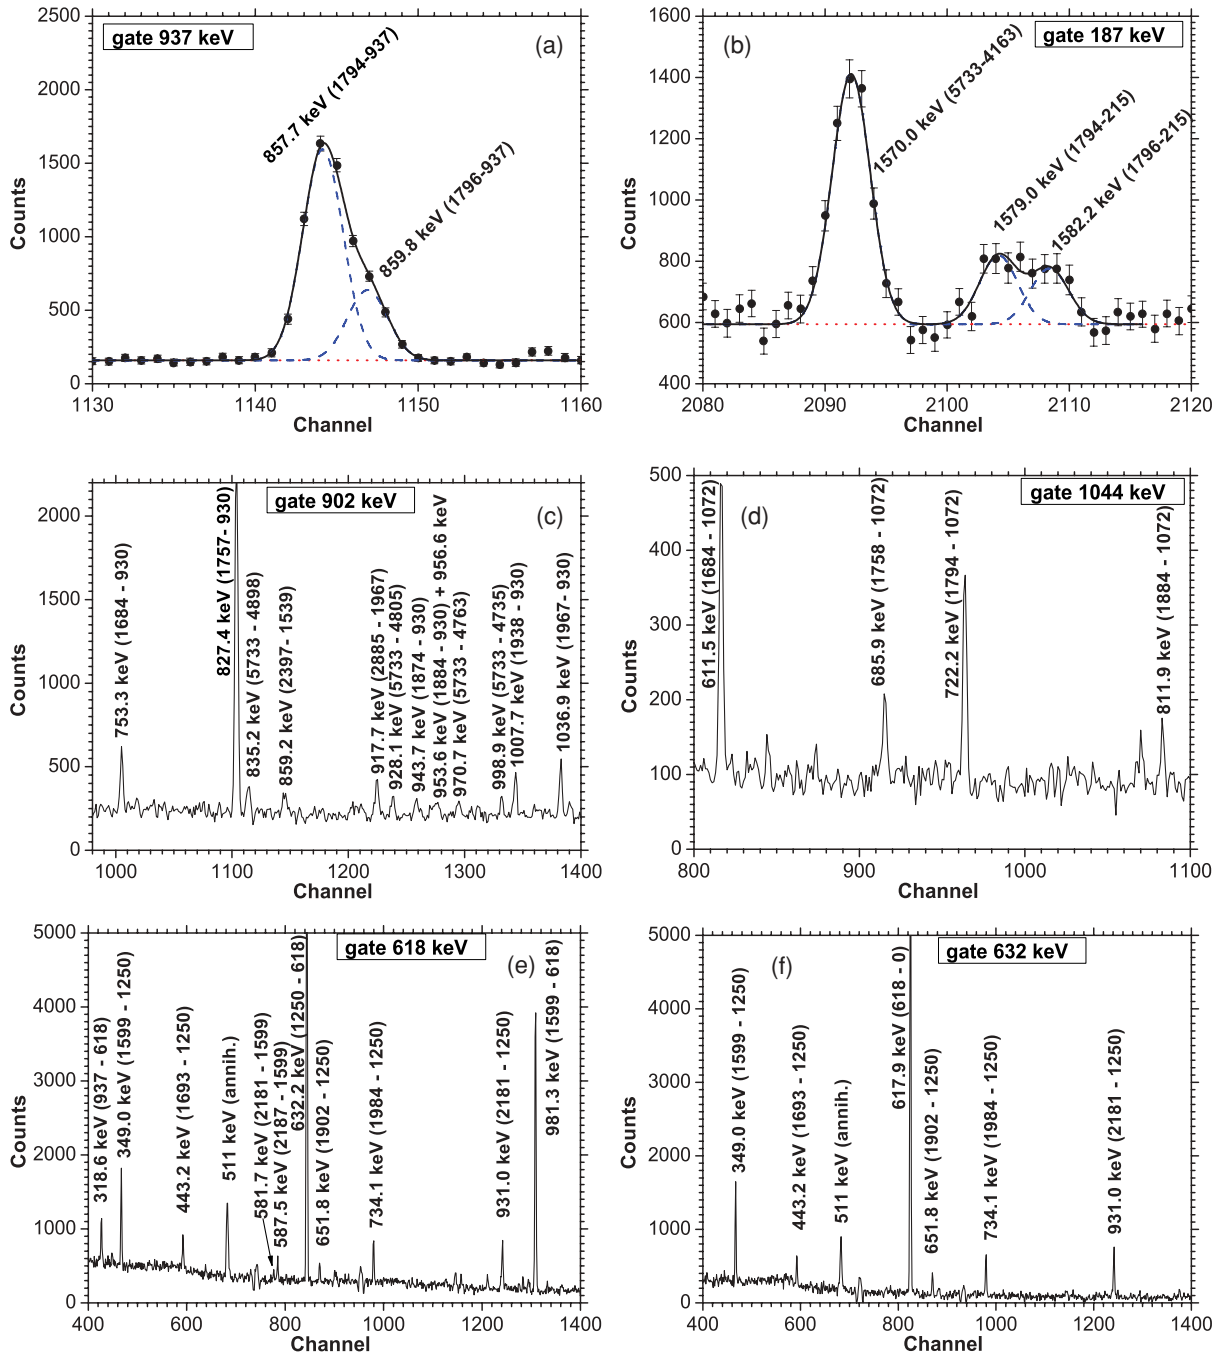 gate 937 keV
(a)
857.7 keV (1794-937)
859.8 keV (1796-937)
2500
2000
1500
1000
500
0
1130
1140
1150
1160
Counts
Channel
gate 187 keV
(b)
1570.0 keV (5733-4163)
1579.0 keV (1794-215)
1582.2 keV (1796-215)
1600
1400
1200
1000
800
600
400
2080
2090
2100
2110
2120
Counts
Channel
gate 902 keV
(c)
753.3 keV (1684 - 930)
827.4 keV (1757- 930)
835.2 keV (5733 - 4898)
859.2 keV (2397 - 1539)
917.7 keV (2885 - 1967)
928.1 keV (5733 - 4805)
943.7 keV (1874 - 930)
953.6 keV (1884 - 930) + 956.6 keV
970.7 keV (5733 - 4763)
998.9 keV (5733 - 4735)
1007.7 keV (1938 - 930)
1036.9 keV (1967- 930)
2000
1500
1000
500
0
1000
1100
1200
1300
1400
Counts
Channel
gate 1044 keV
(d)
611.5 keV (1684 - 1072)
685.9 keV (1758 - 1072)
722.2 keV (1794 - 1072)
811.9 keV (1884 - 1072)
500
400
300
200
100
0
800
900
1000
1100
Counts
Channel
gate 618 keV
(e)
318.6 keV (937 - 618)
349.0 keV (1599 - 1250)
443.2 keV (1693 - 1250)
511 keV (annih.)
581.7 keV (2181 - 1599)
587.5 keV (2187 - 1599)
632.2 keV (1250 - 618)
651.8 keV (1902 - 1250)
734.1 keV (1984 - 1250)
931.0 keV (2181 - 1250)
981.3 keV (1599 - 618)
5000
4000
3000
2000
1000
0
400
600
800
1000
1200
1400
Counts
Channel
gate 632 keV
(f)
349.0 keV (1599 - 1250)
443.2 keV (1693 - 1250)
511 keV (annih.)
617.9 keV (618 - 0)
651.8 keV (1902 - 1250)
734.1 keV (1984 - 1250)
931.0 keV (2181 - 1250)
5000
4000
3000
2000
1000
0
400
600
800
1000
1200
1400
Counts
Channel